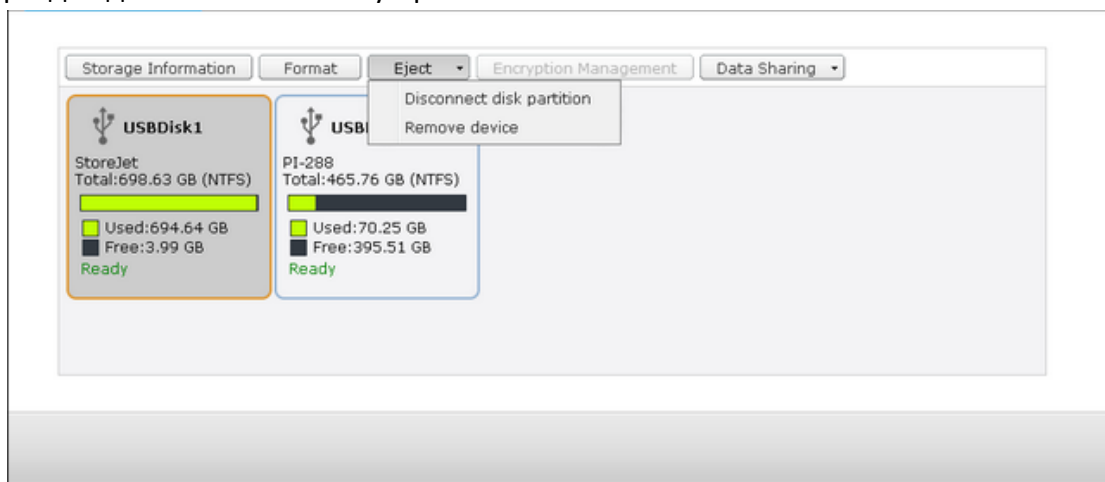 Storage Information Format Eject Encryption Management Data Sharing
Disconnect disk partition
Remove device
USBDisk1
StoreJet
Total:698.63 GB (NTFS)
Used:694.64 GB
Free:3.99 GB
Ready
PI-288
Total:465.76 GB (NTFS)
Used:70.25 GB
Free:395.51 GB
Ready